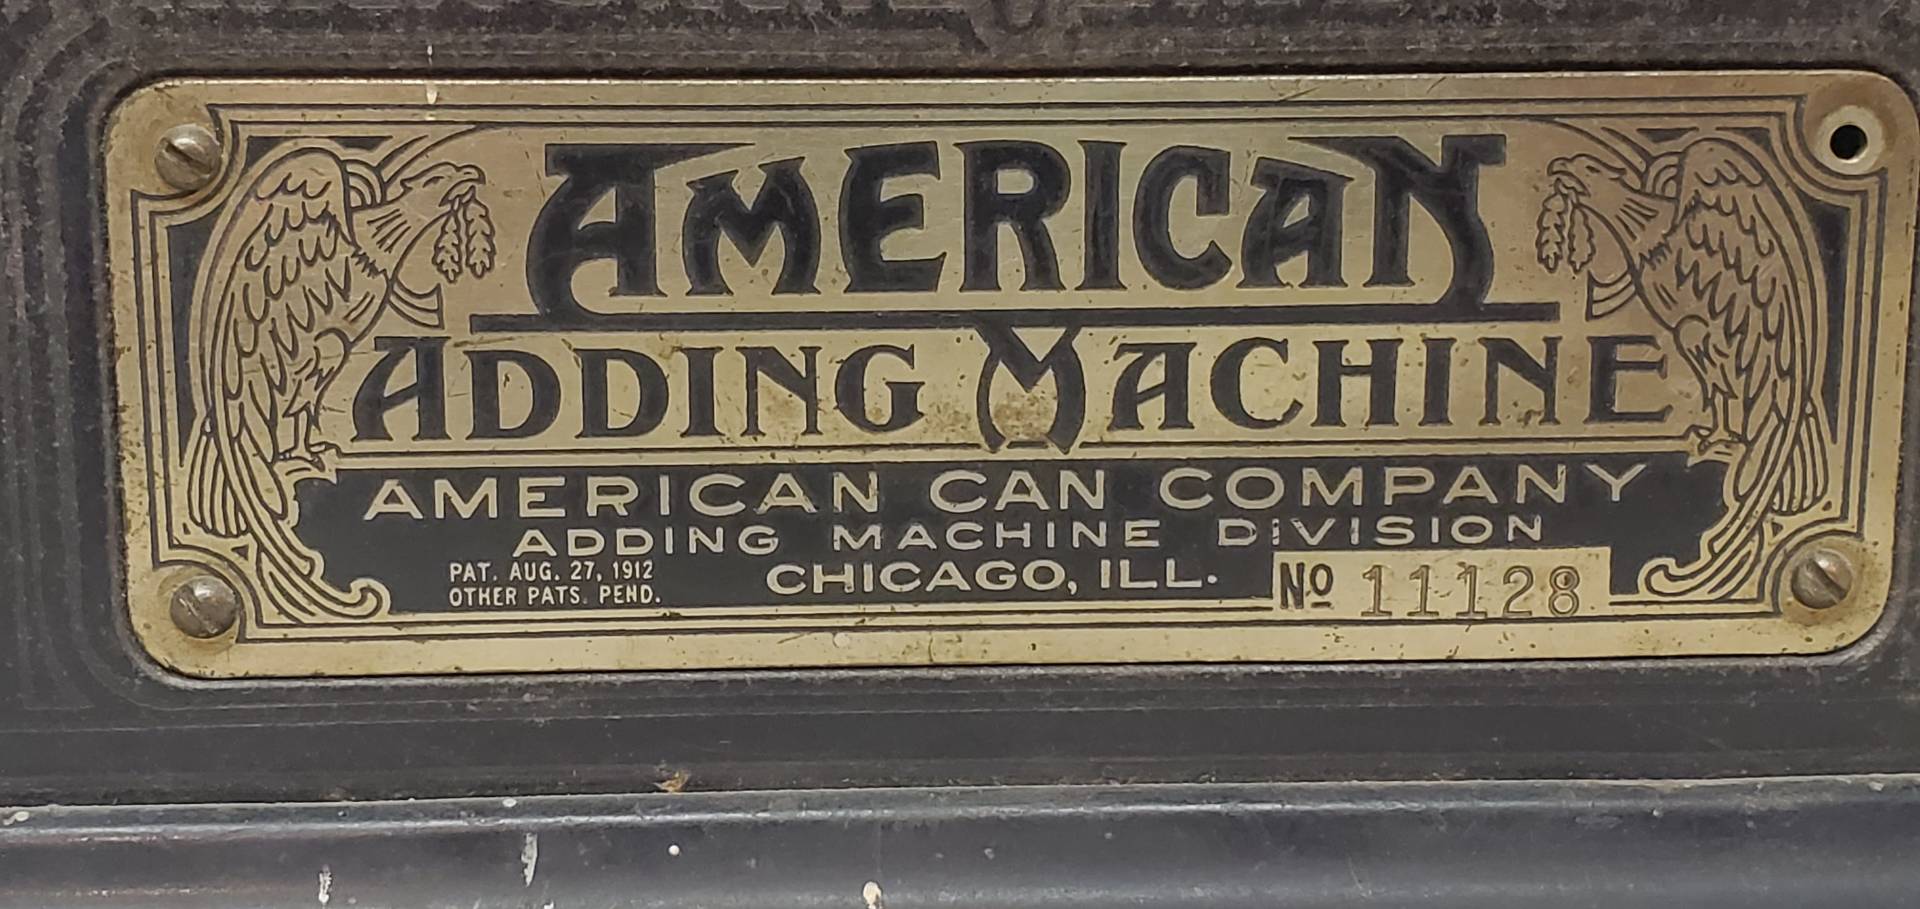 AMERICAN
ADDING MACHINE
AMERICAN CAN COMPANY
ADDING MACHINE DIVISION
PAT. AUG. 27, 1912
OTHER PATS. PEND.
CHICAGO, ILL.
No 11128